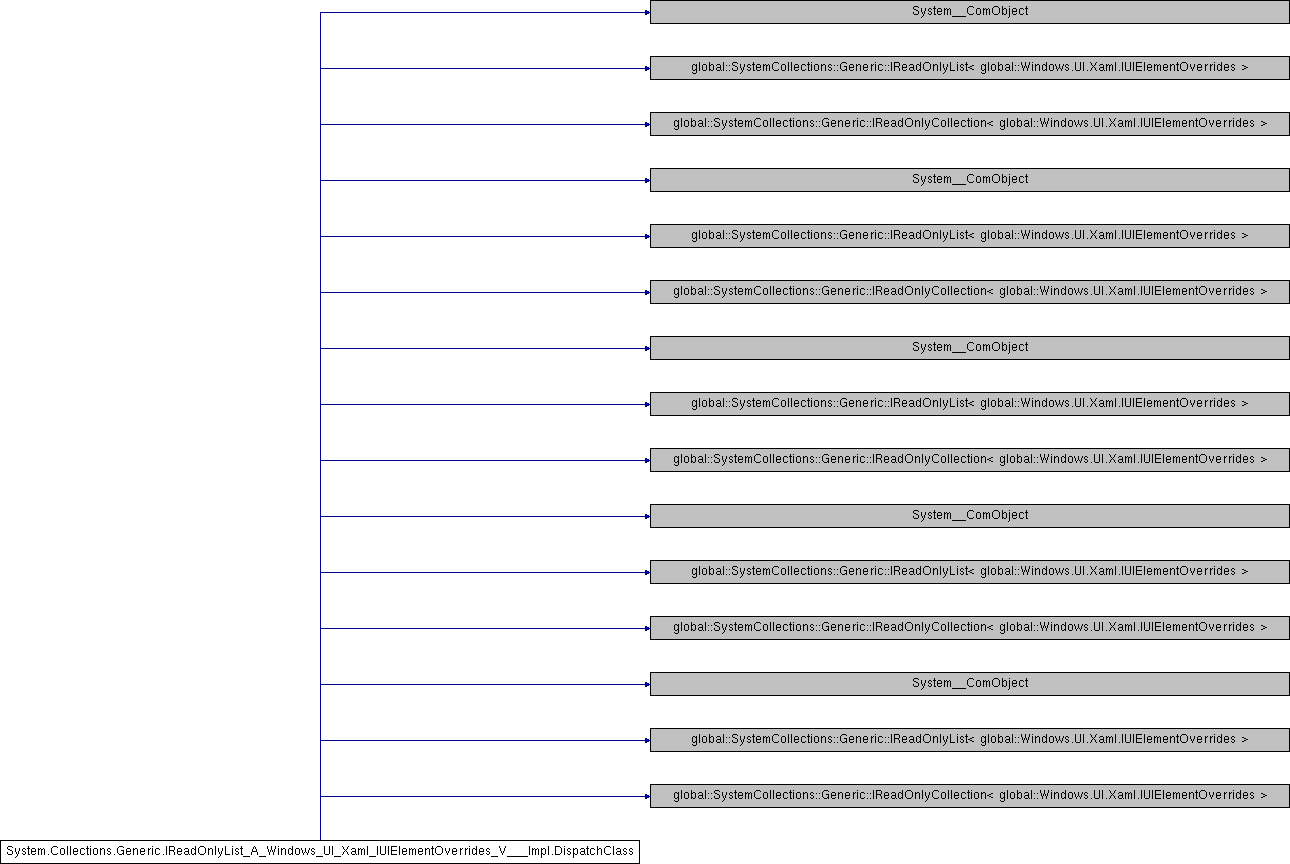 System__ComObject
global::SystemCollections::Generic::IReadOnlyList< global::Windows.UI.Xaml.IUIElementOverrides >
global::SystemCollections::Generic::IReadOnlyCollection< global::Windows.UI.Xaml.IUIElementOverrides >
System__ComObject
global::SystemCollections::Generic::IReadOnlyList< global::Windows.UI.Xaml.IUIElementOverrides >
global::SystemCollections::Generic::IReadOnlyCollection< global::Windows.UI.Xaml.IUIElementOverrides >
System__ComObject
global::SystemCollections::Generic::IReadOnlyList< global::Windows.UI.Xaml.IUIElementOverrides >
global::SystemCollections::Generic::IReadOnlyCollection< global::Windows.UI.Xaml.IUIElementOverrides >
System__ComObject
global::SystemCollections::Generic::IReadOnlyList< global::Windows.UI.Xaml.IUIElementOverrides >
global::SystemCollections::Generic::IReadOnlyCollection< global::Windows.UI.Xaml.IUIElementOverrides >
System__ComObject
global::SystemCollections::Generic::IReadOnlyList< global::Windows.UI.Xaml.IUIElementOverrides >
global::SystemCollections::Generic::IReadOnlyCollection< global::Windows.UI.Xaml.IUIElementOverrides >
System.Collections.Generic.IReadOnlyList_A_Windows_UI_Xaml_IUIElementOverrides_V___Impl.DispatchClass